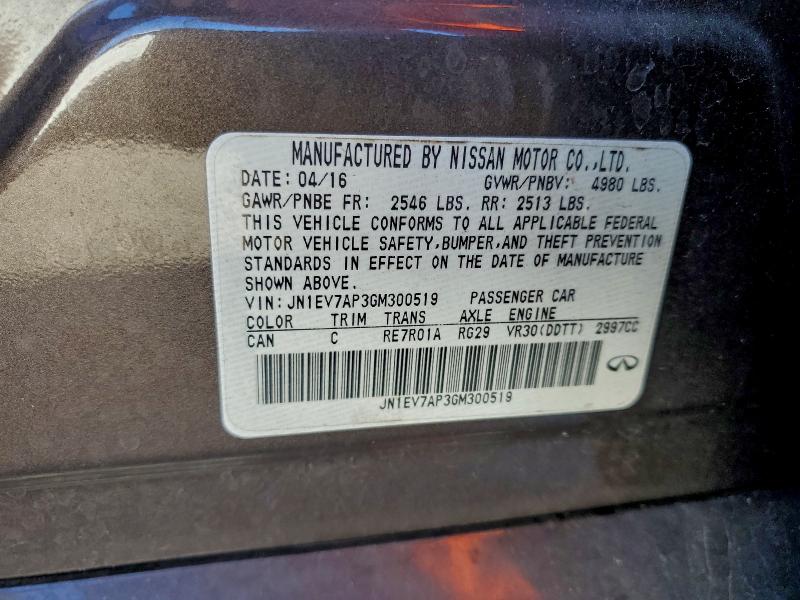 MANUFACTURED BY NISSAN MOTOR CO.,LTD.
DATE: 04/16 GVWR/PNBV: 4980 LBS.
GAWR/PNBE FR: 2546 LBS. RR: 2513 LBS.
THIS VEHICLE CONFORMS TO ALL APPLICABLE FEDERAL
MOTOR VEHICLE SAFETY,BUMPER,AND THEFT PREVENTION
STANDARDS IN EFFECT ON THE DATE OF MANUFACTURE
SHOWN ABOVE.
VIN: JN1EV7AP3GM300519 PASSENGER CAR
COLOR TRIM TRANS AXLE ENGINE
CAN C RE7R01A RG29 VR30(DDTT) 2997CC
JN1EV7AP3GM300519